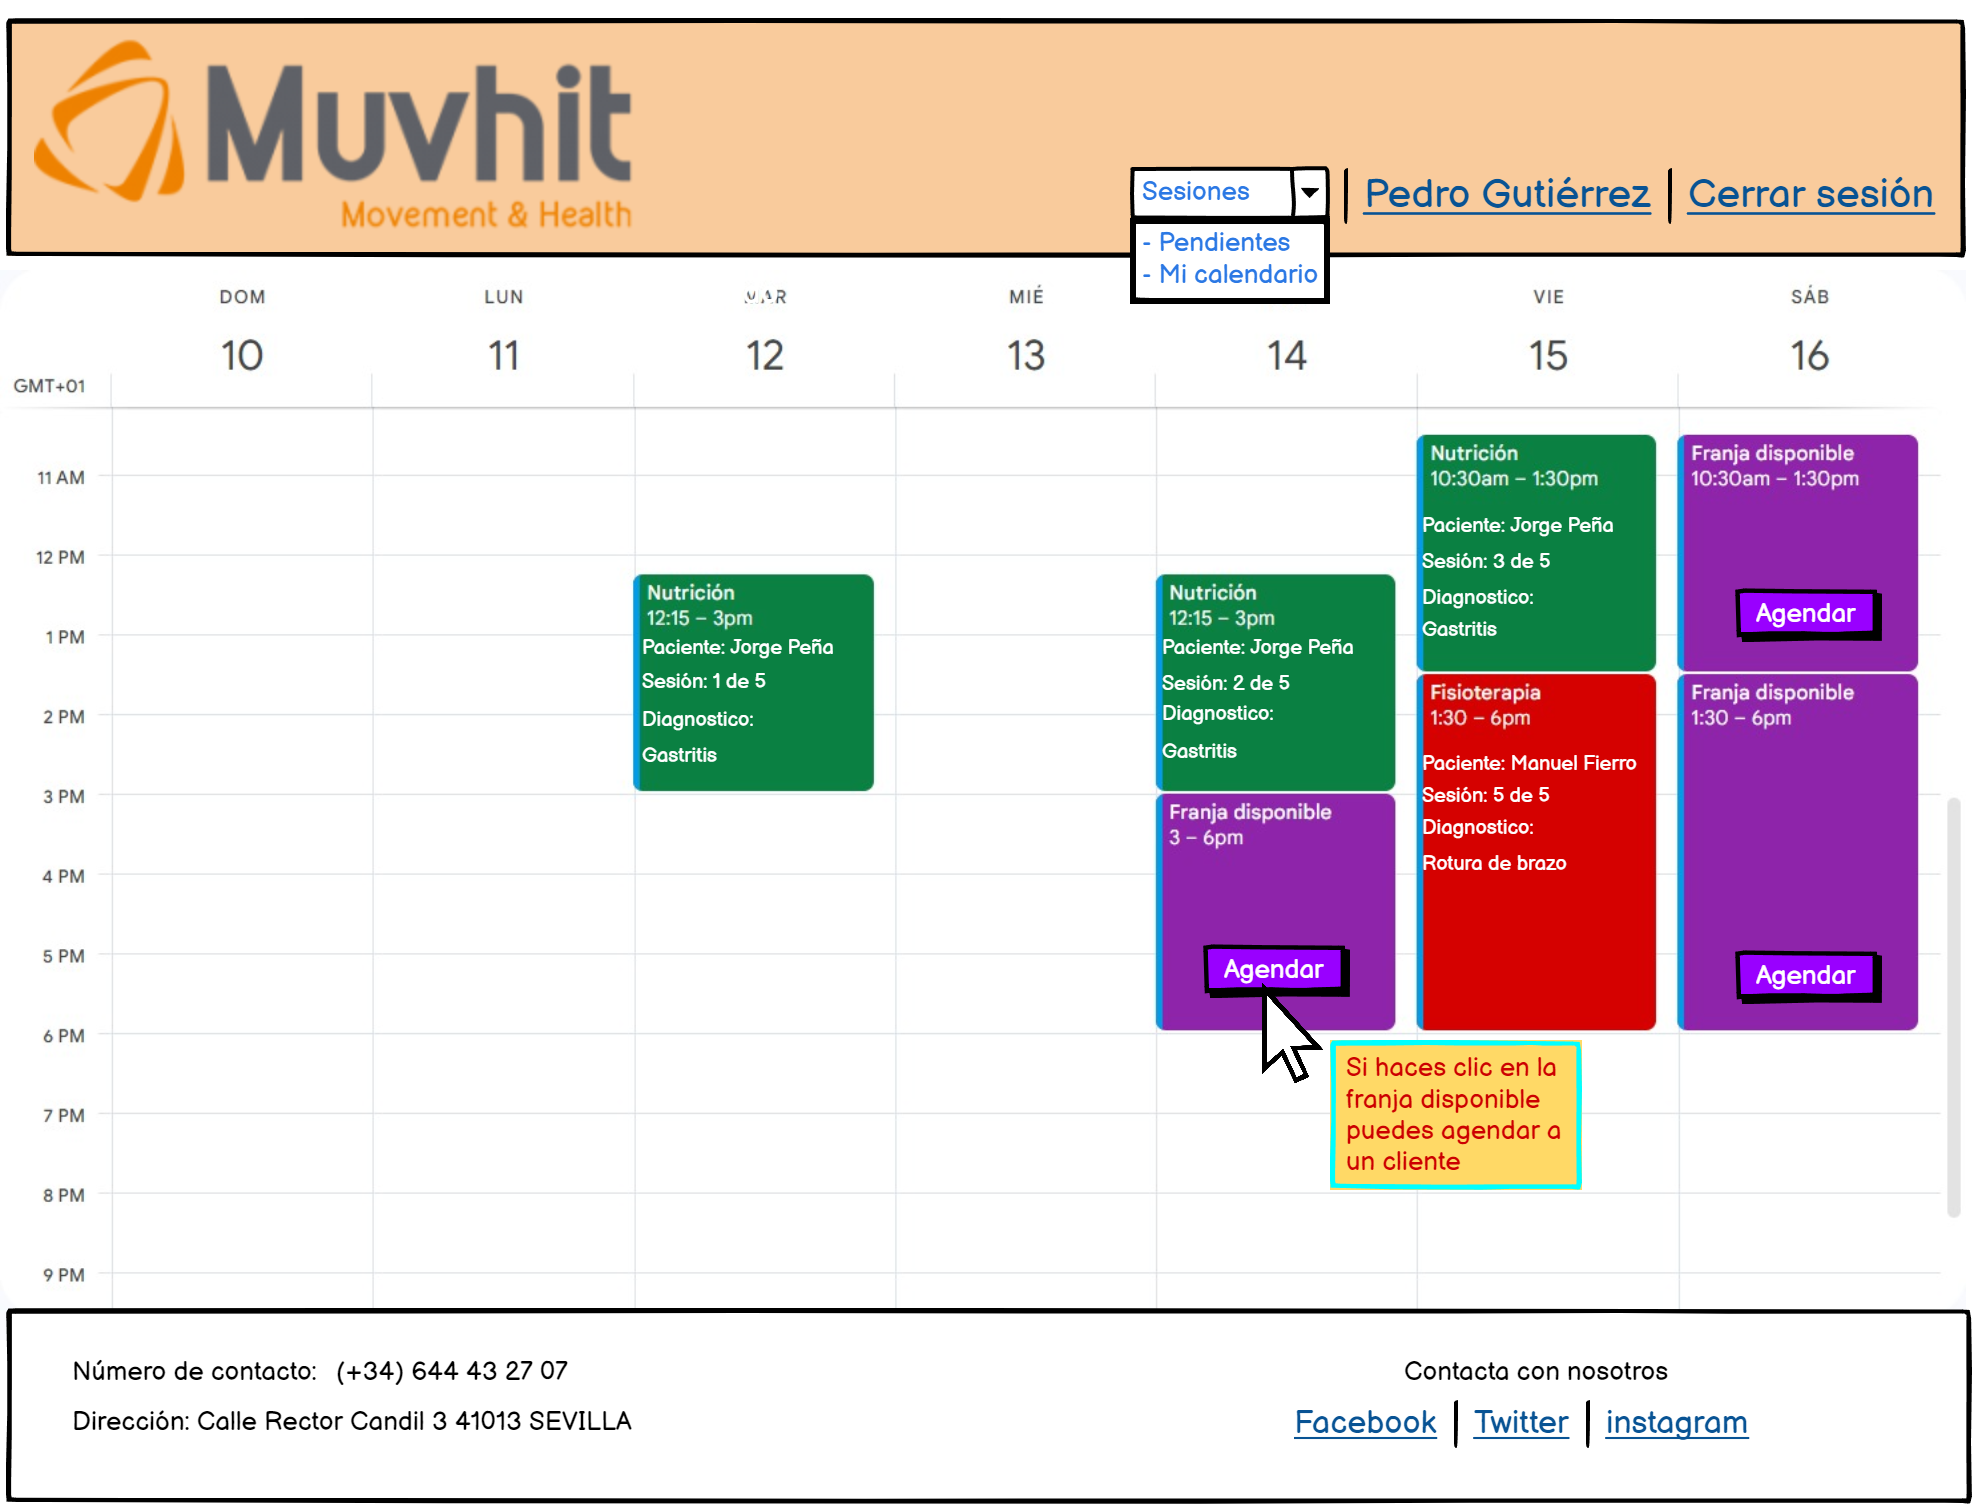 Muvhit
Movement & Health
Sesiones
Pedro Gutiérrez
Cerrar sesión
- Pendientes
- Mi calendario
DOM
LUN
MAR
MIÉ
VIE
SÁB
10
11
12
13
14
15
16
GMT+01
11 AM
12 PM
1 PM
2 PM
3 PM
4 PM
5 PM
6 PM
7 PM
8 PM
9 PM
Nutrición
12:15 – 3pm
Paciente: Jorge Peña
Sesión: 1 de 5
Diagnostico:
Gastritis
Nutrición
12:15 – 3pm
Paciente: Jorge Peña
Sesión: 2 de 5
Diagnostico:
Gastritis
Franja disponible
3 – 6pm
Agendar
Nutrición
10:30am – 1:30pm
Paciente: Jorge Peña
Sesión: 3 de 5
Diagnostico:
Gastritis
Fisioterapia
1:30 – 6pm
Paciente: Manuel Fierro
Sesión: 5 de 5
Diagnostico:
Rotura de brazo
Franja disponible
10:30am – 1:30pm
Agendar
Franja disponible
1:30 – 6pm
Agendar
Si haces clic en la
franja disponible
puedes agendar a
un cliente
Número de contacto: (+34) 644 43 27 07
Dirección: Calle Rector Candil 3 41013 SEVILLA
Contacta con nosotros
Facebook
Twitter
instagram